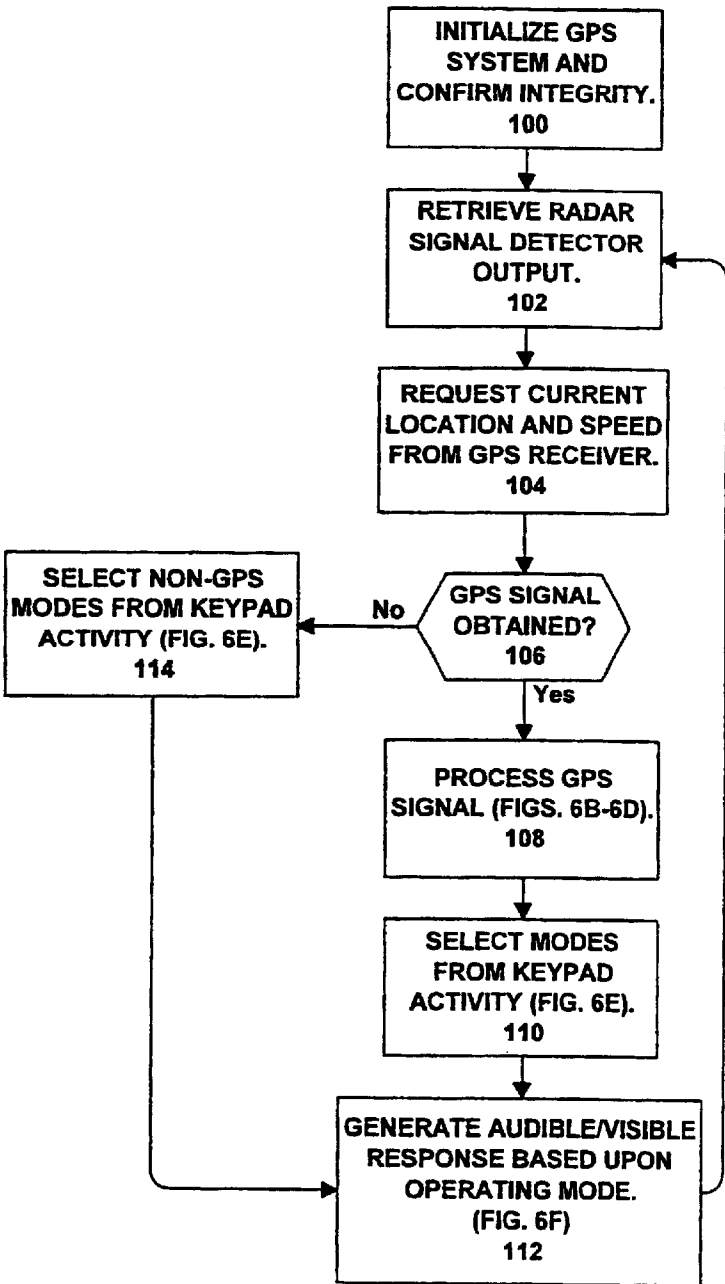 INITIALIZE GPS
SYSTEM AND
CONFIRM INTEGRITY.
100
RETRIEVE RADAR
SIGNAL DETECTOR
OUTPUT.
102
REQUEST CURRENT
LOCATION AND SPEED
FROM GPS RECEIVER.
104
GPS SIGNAL
OBTAINED?
106
No
Yes
SELECT NON-GPS
MODES FROM KEYPAD
ACTIVITY (FIG. 6E).
114
PROCESS GPS
SIGNAL (FIGS. 6B-6D).
108
SELECT MODES
FROM KEYPAD
ACTIVITY (FIG. 6E).
110
GENERATE AUDIBLE/VISIBLE
RESPONSE BASED UPON
OPERATING MODE.
(FIG. 6F)
112